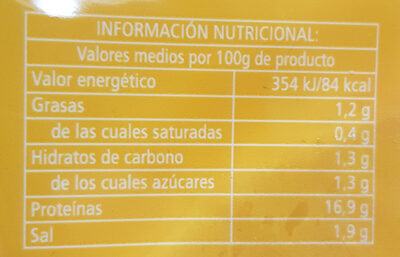 INFORMACIÓN NUTRICIONAL:
Valores medios por 100g de producto
Valor energético 354 kJ/84 kcal
Grasas 1,2 g
de las cuales saturadas 0,4 g
Hidratos de carbono 1,3 g
de los cuales azúcares 1,3 g
Proteínas 16,9 g
Sal 1,9 g